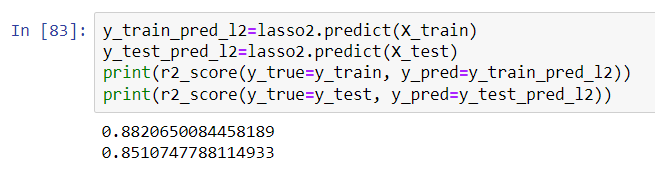 In [83]: y_train_pred_l2=lasso2.predict(X_train)
y_test_pred_l2=lasso2.predict(X_test)
print(r2_score(y_true=y_train, y_pred=y_train_pred_l2))
print(r2_score(y_true=y_test, y_pred=y_test_pred_l2))
0.8820650084458189
0.8510747788114933